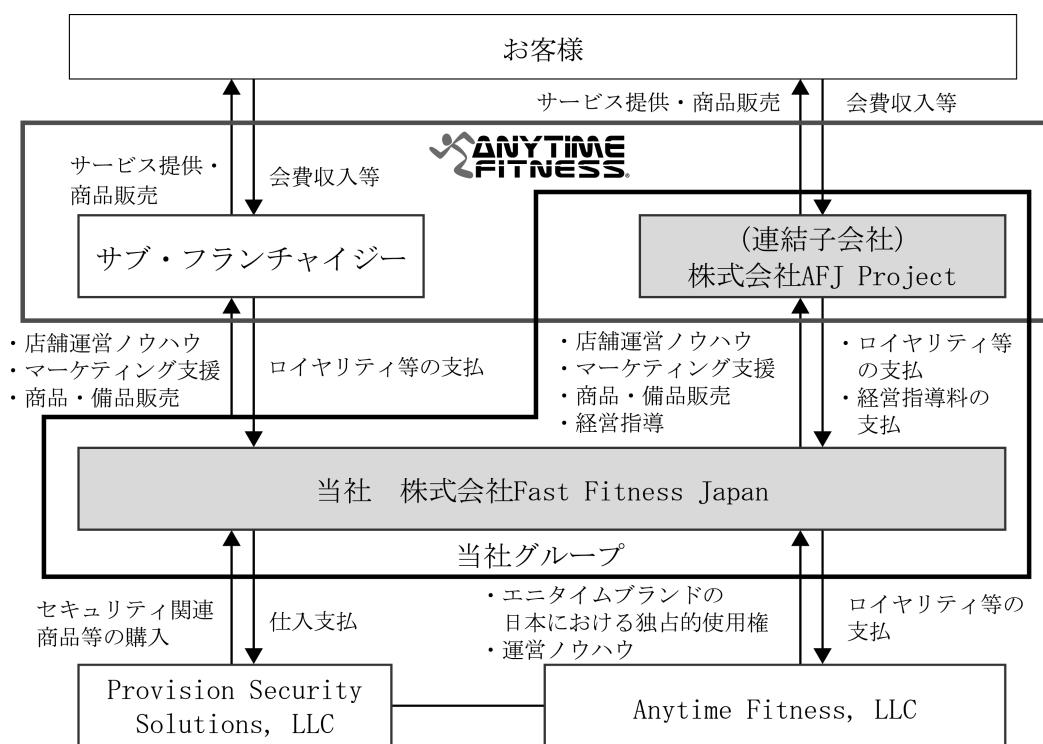 お客様
サービス提供・商品販売
会費収入等
ANYTIME
FITNESS®
サービス提供・
商品販売
会費収入等
サブ・フランチャイジー
(連結子会社)
株式会社AFJ Project
・店舗運営ノウハウ
・マーケティング支援
・商品・備品販売
ロイヤリティ等の支払
・店舗運営ノウハウ
・マーケティング支援
・商品・備品販売
・経営指導
・ロイヤリティ等
の支払
・経営指導料の
支払
当社　株式会社Fast Fitness Japan
当社グループ
セキュリティ関連
商品等の購入
仕入支払
・エニタイムブランドの
日本における独占的使用権
・運営ノウハウ
ロイヤリティ等の
支払
Provision Security
Solutions, LLC
Anytime Fitness, LLC